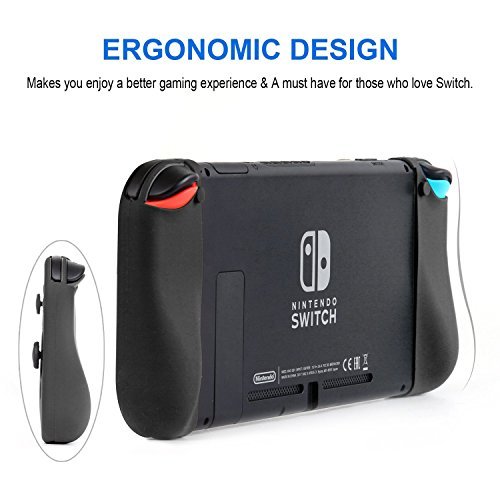 ERGONOMIC DESIGN
Makes you enjoy a better gaming experience & A must have for those who love Switch.
NINTENDO
SWITCH
Nintendo